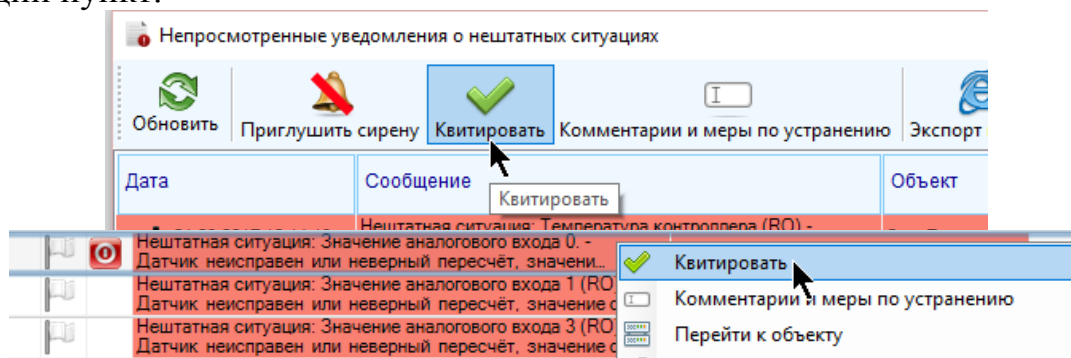 пункт.
Непросмотренные уведомления о нештатных ситуациях
Обновить Приглушить сирену Квитировать Комментарии и меры по устранению Экспорт
Дата Сообщение Объект
Квитировать
Нештатная ситуация: Температура контроллера (RO) -
Нештатная ситуация: Значение аналогового входа 0. -
Датчик неисправен или неверный пересчёт, значени...
Квитировать
Нештатная ситуация: Значение аналогового входа 1 (RO)
Датчик неисправен или неверный пересчёт, значение
Комментарии и меры по устранению
Нештатная ситуация: Значение аналогового входа 3 (RO)
Датчик неисправен или неверный пересчёт, значение
Перейти к объекту